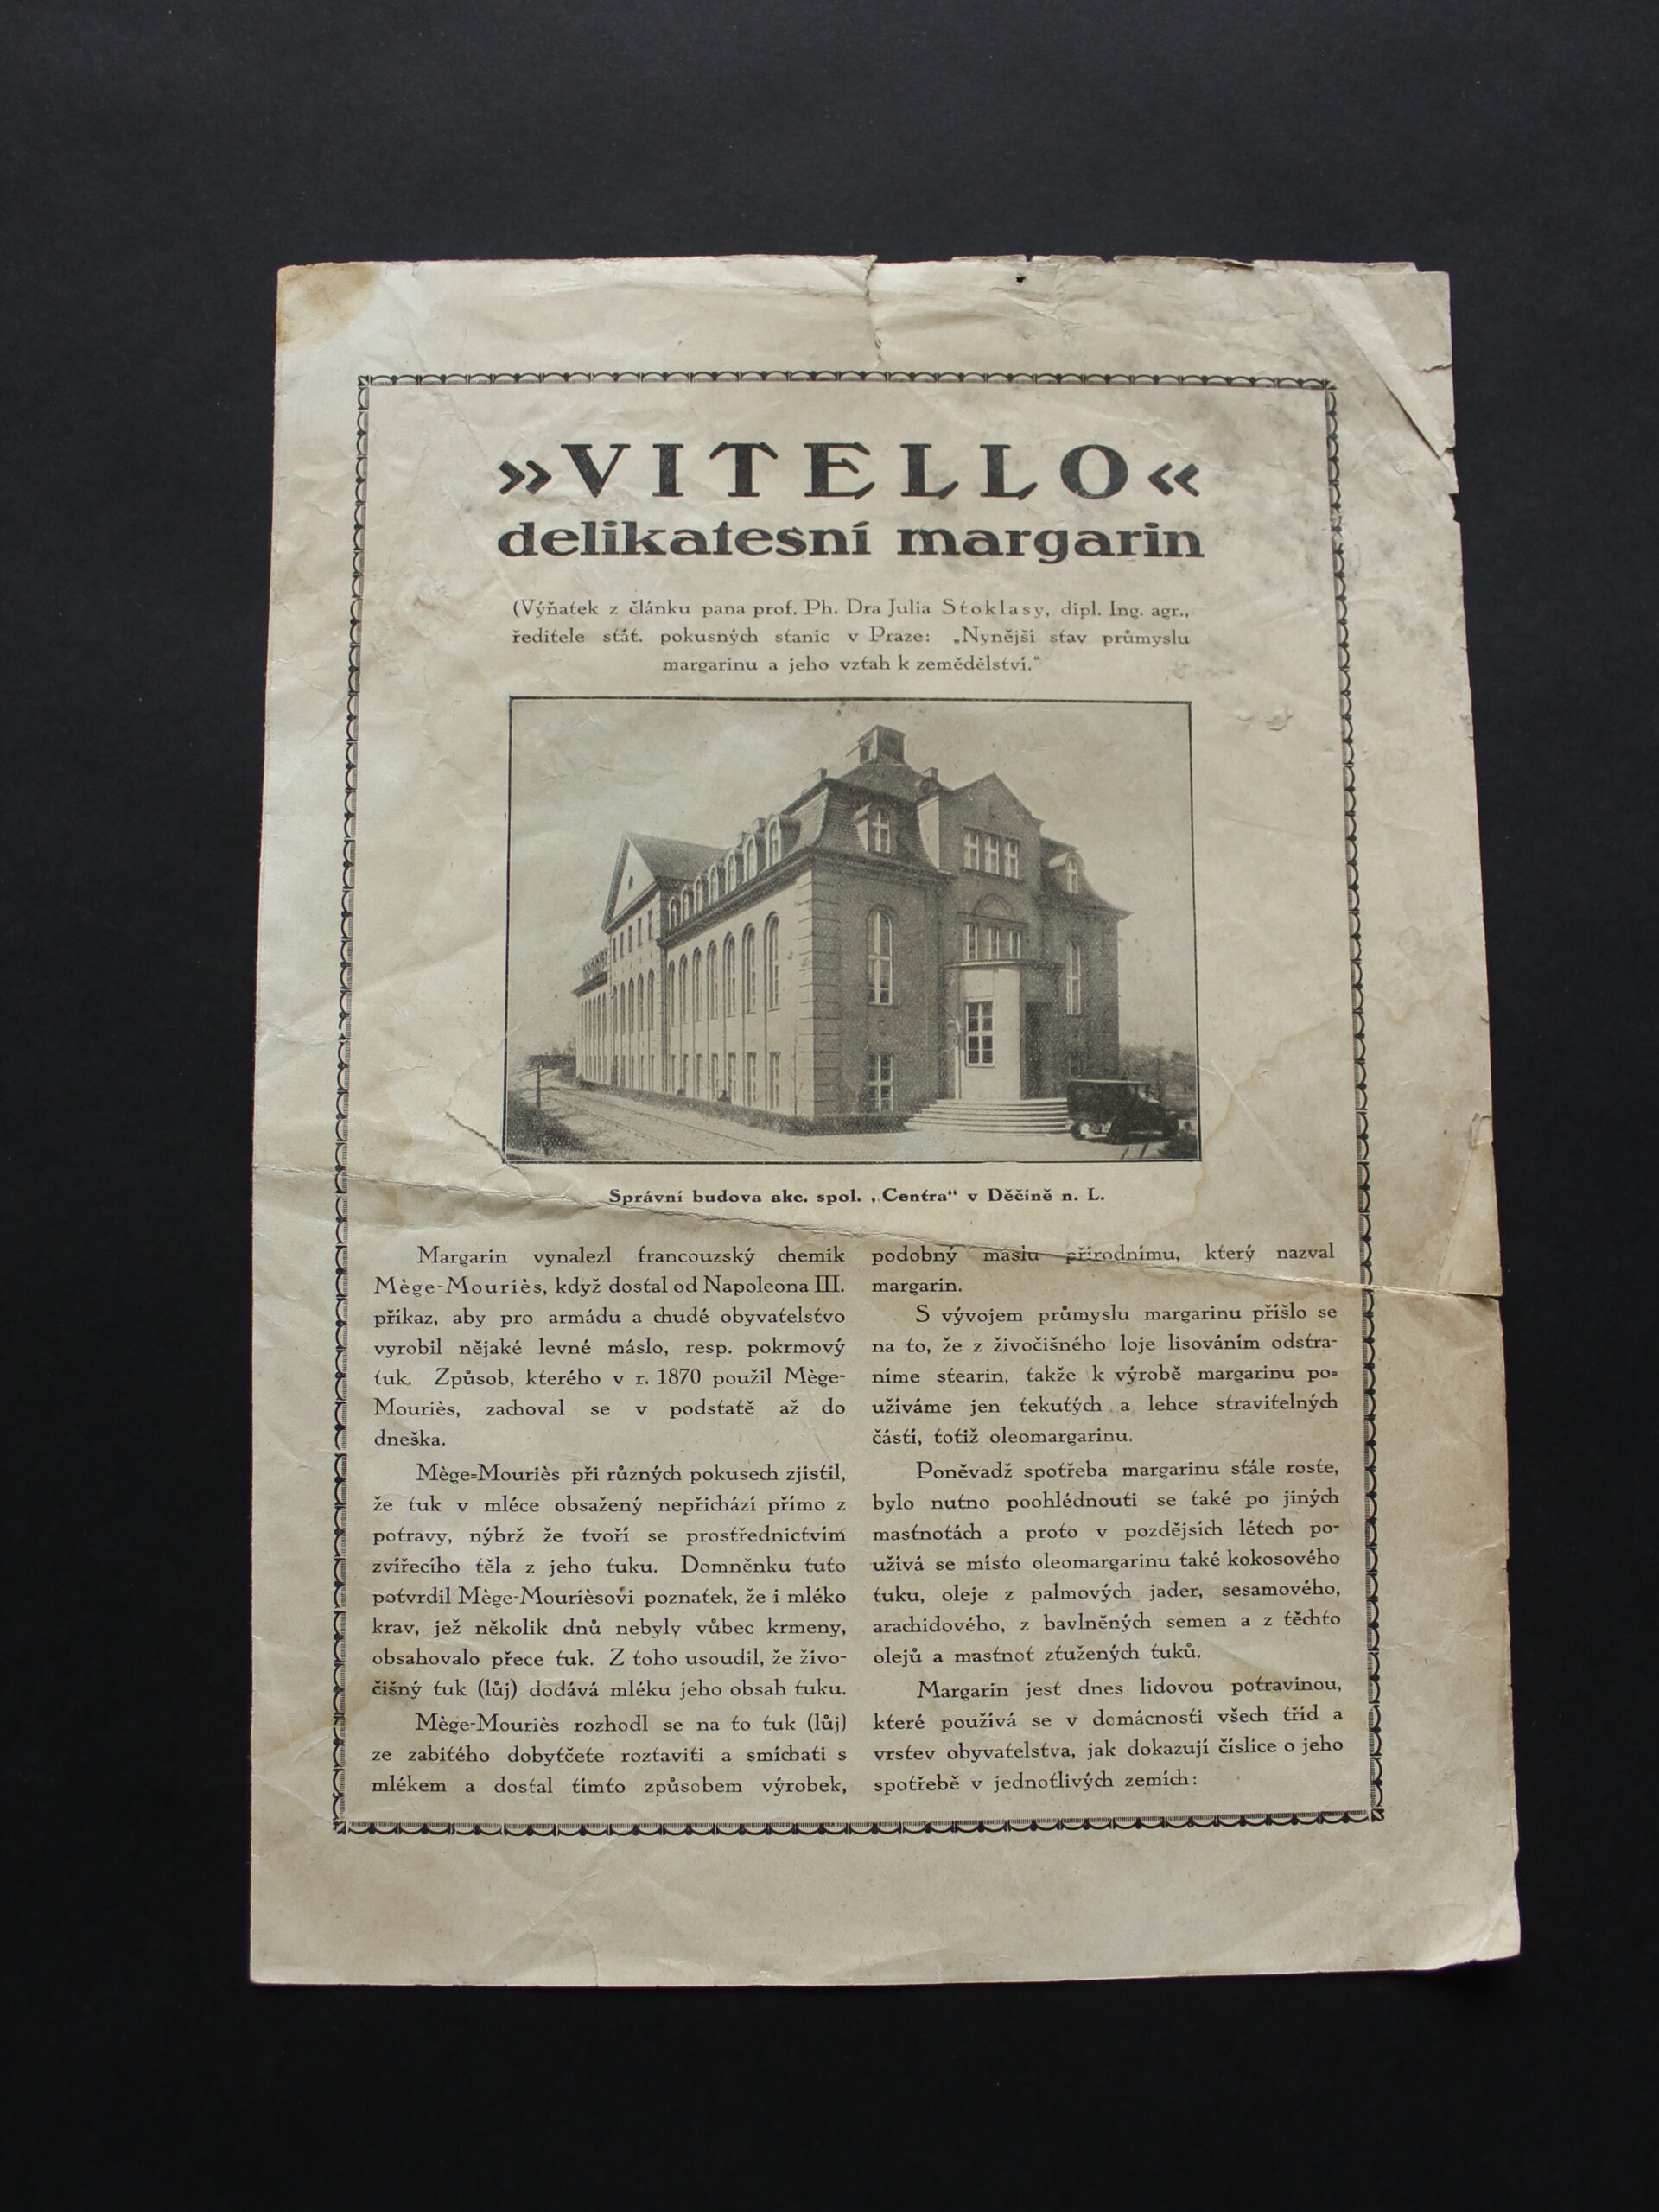 »VITELLO«
delikatesní margarin
(Výňatek z článku pana prof. Ph. Dra Julia Stoklasy, dipl. Ing. agr.,
ředitele stát. pokusných stanic v Praze: „Nynější stav průmyslu
margarinu a jeho vztah k zemědělství.“
Správní budova akc. spol. „Centra“ v Děčíně n. L.
Margarin vynalezl francouzský chemik
Mège-Mouriès, když dostal od Napoleona III.
příkaz, aby pro armádu a chudé obyvatelstvo
vyrobil nějaké levné máslo, resp. pokrmový
tuk. Způsob, kterého v r. 1870 použil Mège-
Mouriès, zachoval se v podstatě až do
dneška.
Mège-Mouriès při různých pokusech zjistil,
že tuk v mléce obsažený nepřichází přímo z
potravy, nýbrž že tvoří se prostřednictvím
zvířecího těla z jeho tuku. Domněnku tuto
potvrdil Mège-Mourièsovi poznatek, že i mléko
krav, jež několik dnů nebyly vůbec krmeny,
obsahovalo přece tuk. Z toho usoudil, že živo-
čišný tuk (lůj) dodává mléku jeho obsah tuku.
Mège-Mouriès rozhodl se na to tuk (lůj)
ze zabitého dobytčete roztaviti a smíchati s
mlékem a dostal tímto způsobem výrobek,
podobný máslu přírodnímu, který nazval
margarin.
S vývojem průmyslu margarinu přišlo se
na to, že z živočišného loje lisováním odstra-
níme stearin, takže k výrobě margarinu po-
užíváme jen tekutých a lehce stravitelných
částí, totiž oleomargarinu.
Poněvadž spotřeba margarinu stále roste,
bylo nutno poohlédnouti se také po jiných
mastnotách a proto v pozdějsích létech po-
užívá se místo oleomargarinu také kokosového
tuku, oleje z palmových jader, sesamového,
arachidového, z bavlněných semen a z těchto
olejů a mastnot ztužených tuků.
Margarin jest dnes lidovou potravinou,
které používá se v domácnosti všech tříd a
vrstev obyvatelstva, jak dokazují číslice o jeho
spotřebě v jednotlivých zemích: